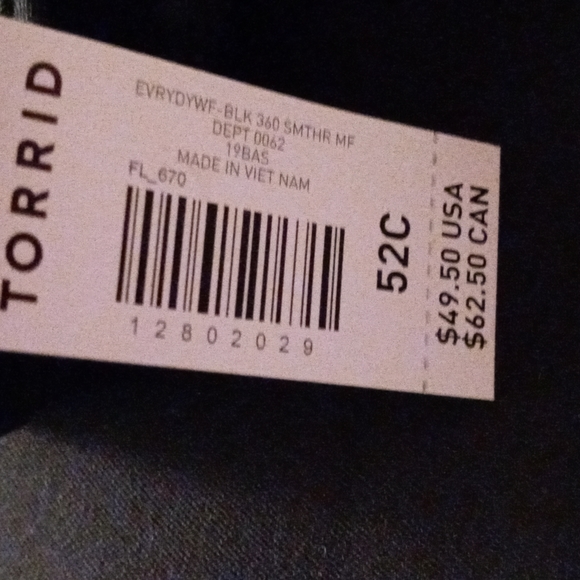 TORRID
EVRYDYWF-BLK 360 SMTHR MF
DEPT 0062
19BAS
MADE IN VIET NAM
FL_670
12802029
52C
$49.50 USA
$62.50 CAN